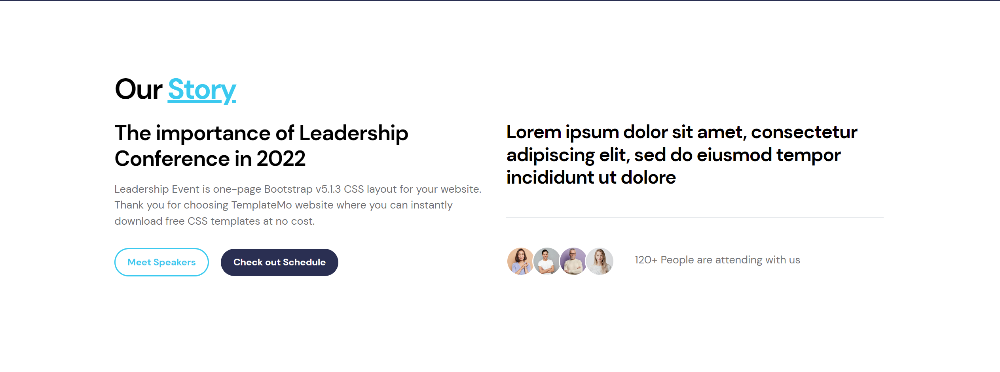 Our Story
The importance of Leadership
Conference in 2022
Leadership Event is one-page Bootstrap v5.1.3 CSS layout for your website.
Thank you for choosing TemplateMo website where you can instantly
download free CSS templates at no cost.
Meet Speakers
Check out Schedule
Lorem ipsum dolor sit amet, consectetur
adipiscing elit, sed do eiusmod tempor
incididunt ut dolore
120+ People are attending with us